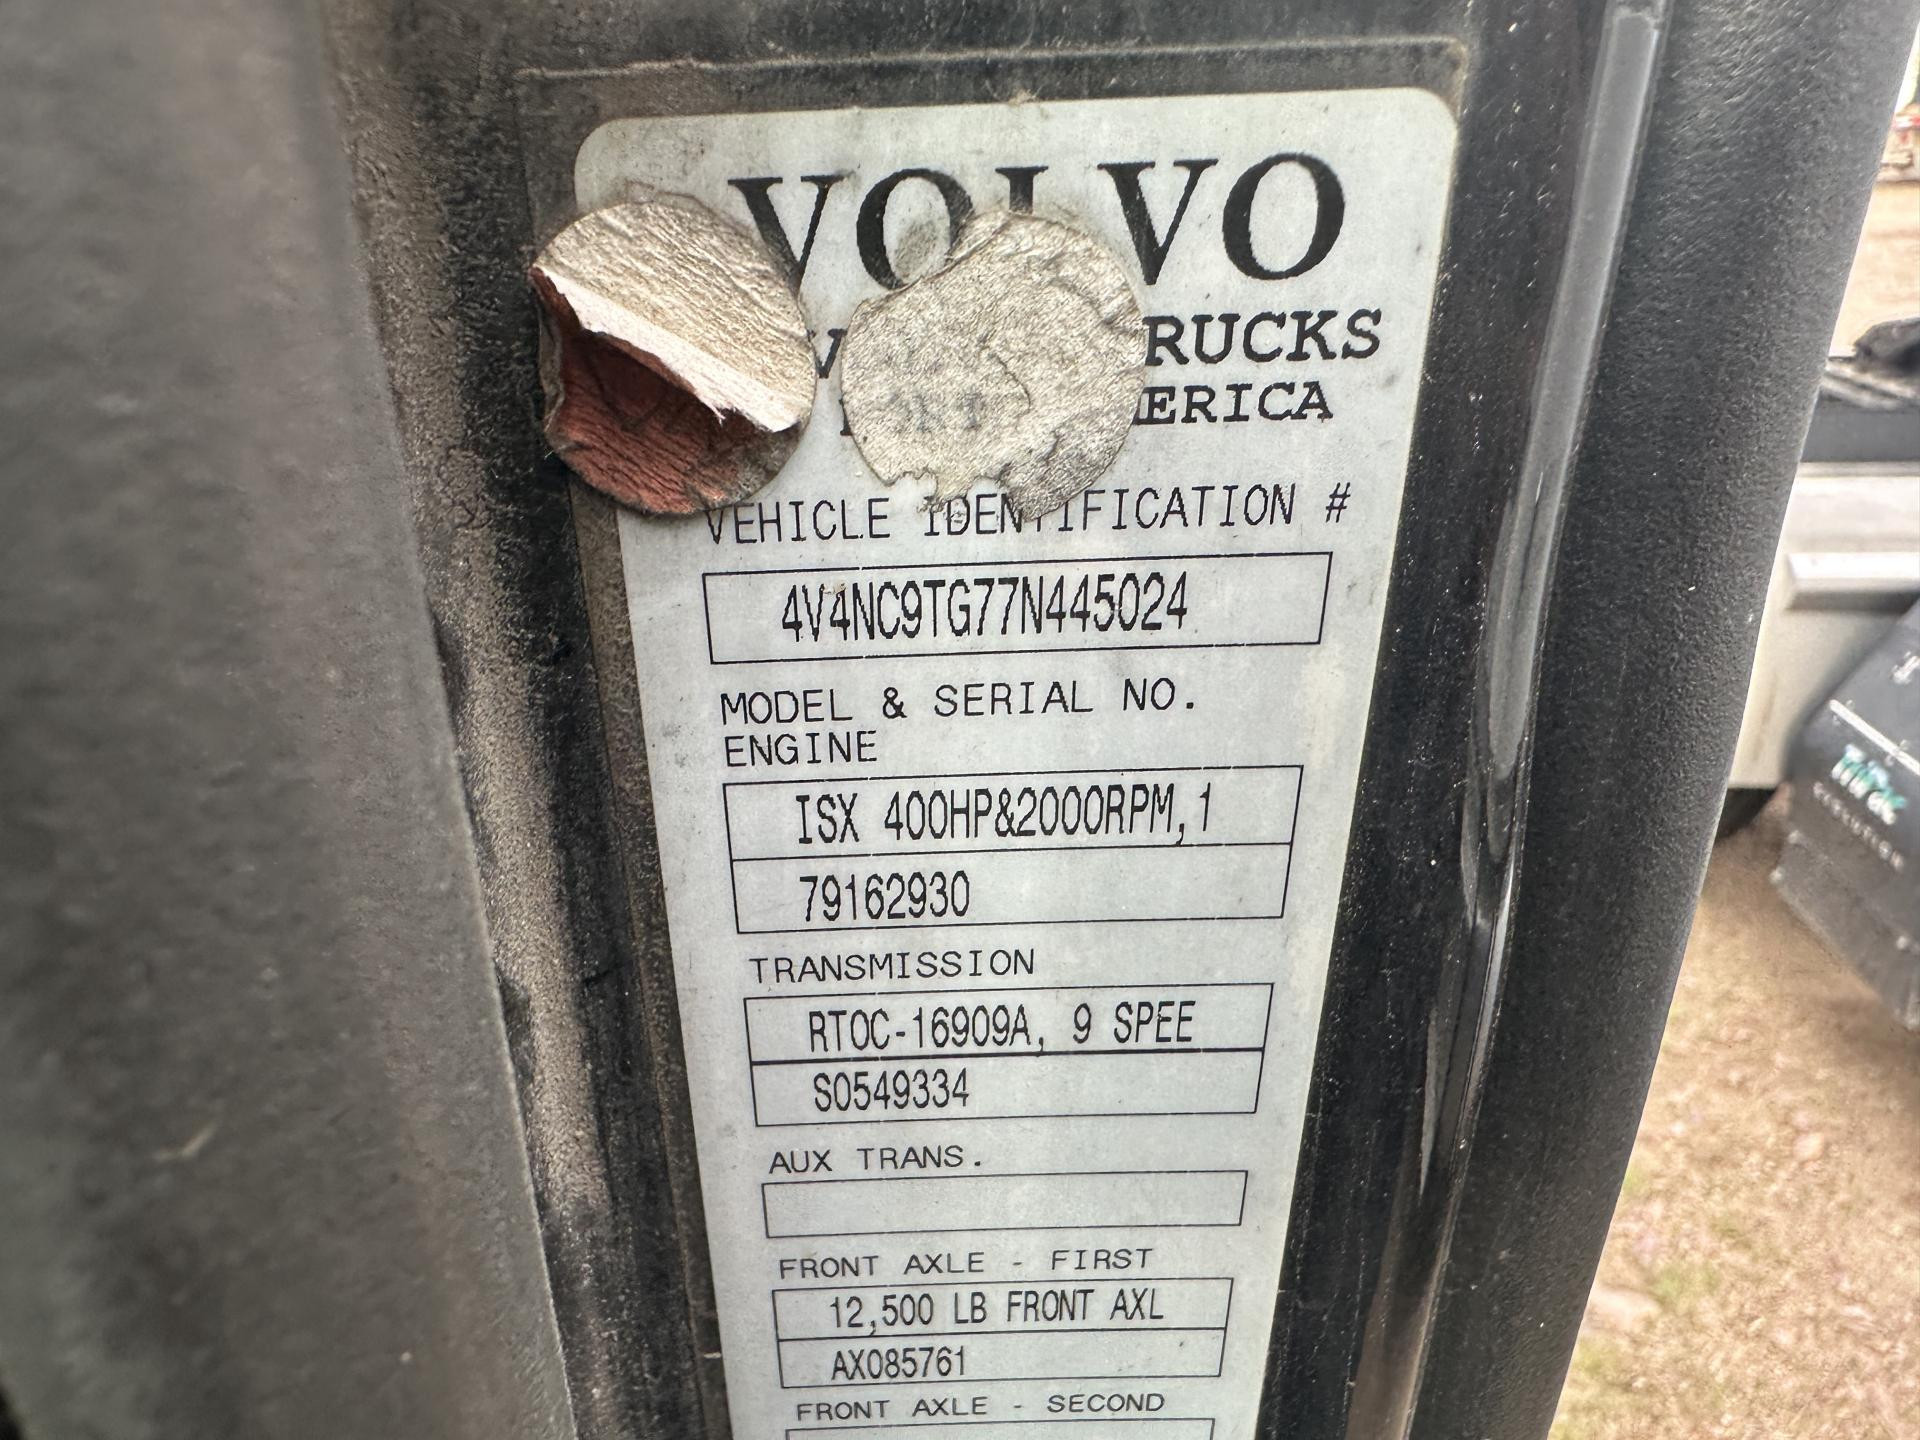 VOLVO
RUCKS
ERICA
VEHICLE IDENTIFICATION #
4V4NC9TG77N445024
MODEL & SERIAL NO.
ENGINE
ISX 400HP&2000RPM,1
79162930
TRANSMISSION
RTOC-16909A, 9 SPEE
S0549334
AUX TRANS.
FRONT AXLE - FIRST
12,500 LB FRONT AXL
AX085761
FRONT AXLE - SECOND